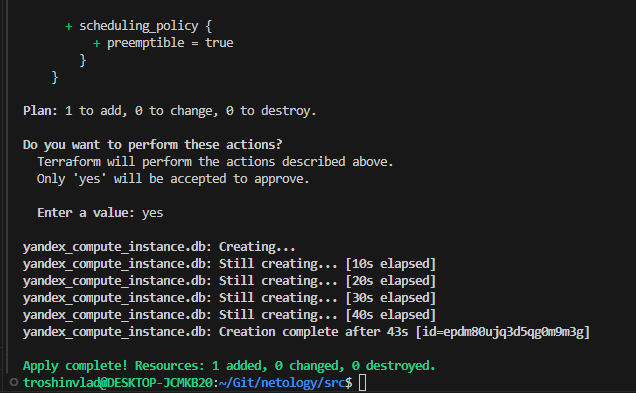 + scheduling_policy {
+ preemptible = true
}
}
Plan: 1 to add, 0 to change, 0 to destroy.
Do you want to perform these actions?
Terraform will perform the actions described above.
Only 'yes' will be accepted to approve.
Enter a value: yes
yandex_compute_instance.db: Creating...
yandex_compute_instance.db: Still creating... [10s elapsed]
yandex_compute_instance.db: Still creating... [20s elapsed]
yandex_compute_instance.db: Still creating... [30s elapsed]
yandex_compute_instance.db: Still creating... [40s elapsed]
yandex_compute_instance.db: Creation complete after 43s [id=epdm80ujq3d5qg0m9m3g]
Apply complete! Resources: 1 added, 0 changed, 0 destroyed.
troshinvlad@DESKTOP-JCMKB20:~/Git/netology/src$